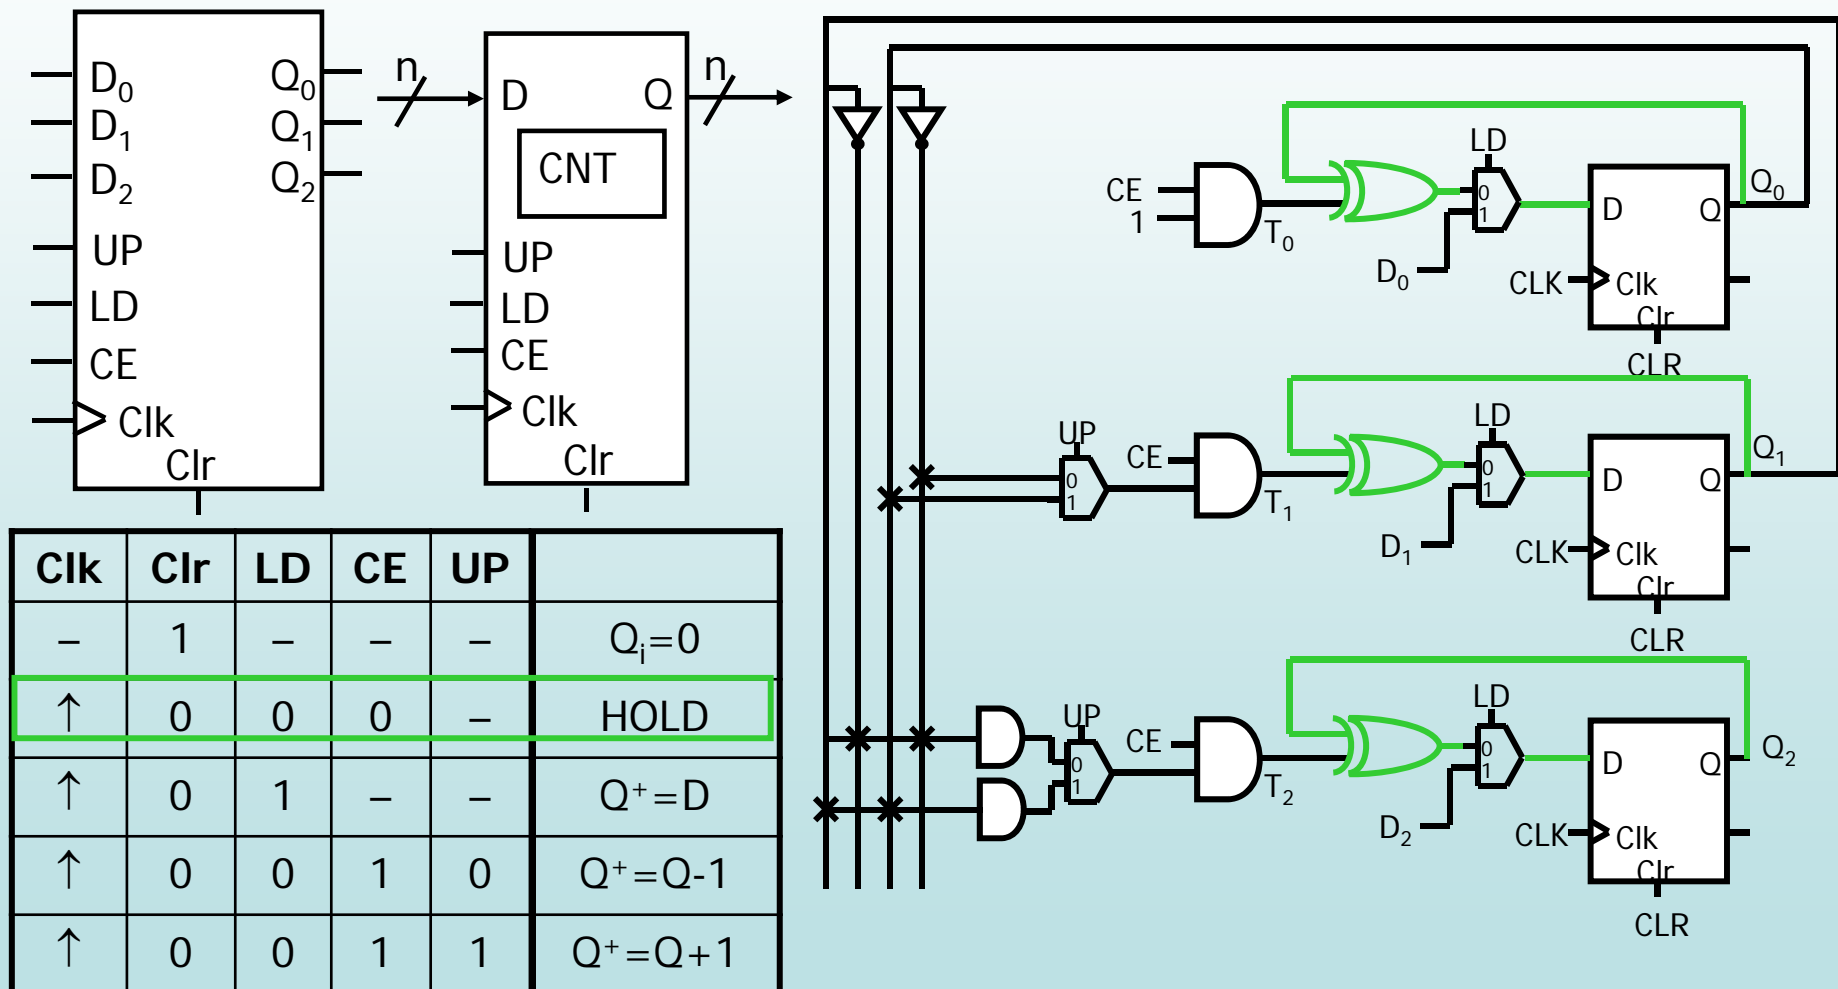 D₀ Q₀
D₁ Q₁
D₂ Q₂
UP
LD
CE
Clk
Clr
n n
D Q
CNT
UP
LD
CE
Clk
Clr
Clk Clr LD CE UP
– 1 – – – Qᵢ=0
↑ 0 0 0 – HOLD
↑ 0 1 – – Q⁺=D
↑ 0 0 1 0 Q⁺=Q-1
↑ 0 0 1 1 Q⁺=Q+1
LD
CE 0 Q₀
1 1 D Q
T₀
D₀ CLK Clk
Clr
CLR
LD
UP CE 0 Q₁
0 1 D Q
1 T₁
D₁ CLK Clk
Clr
CLR
LD
UP CE 0 Q₂
0 1 D Q
1 T₂
D₂ CLK Clk
Clr
CLR